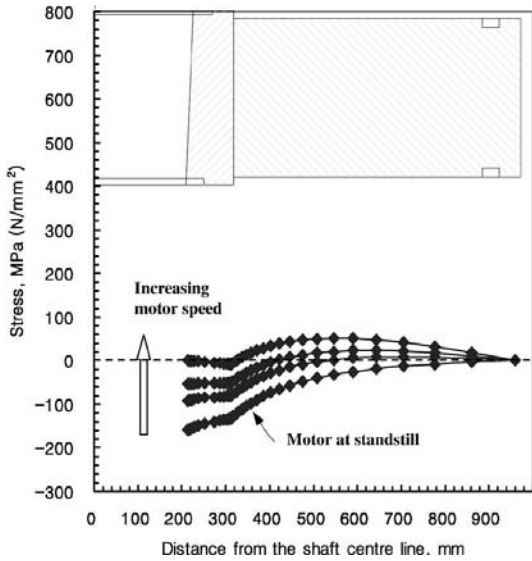 800
700
600
500
400
300
200
100
0
−100
−200
−300
Stress, MPa (N/mm²)
Increasing
motor speed
Motor at standstill
0 100 200 300 400 500 600 700 800 900
Distance from the shaft centre line, mm